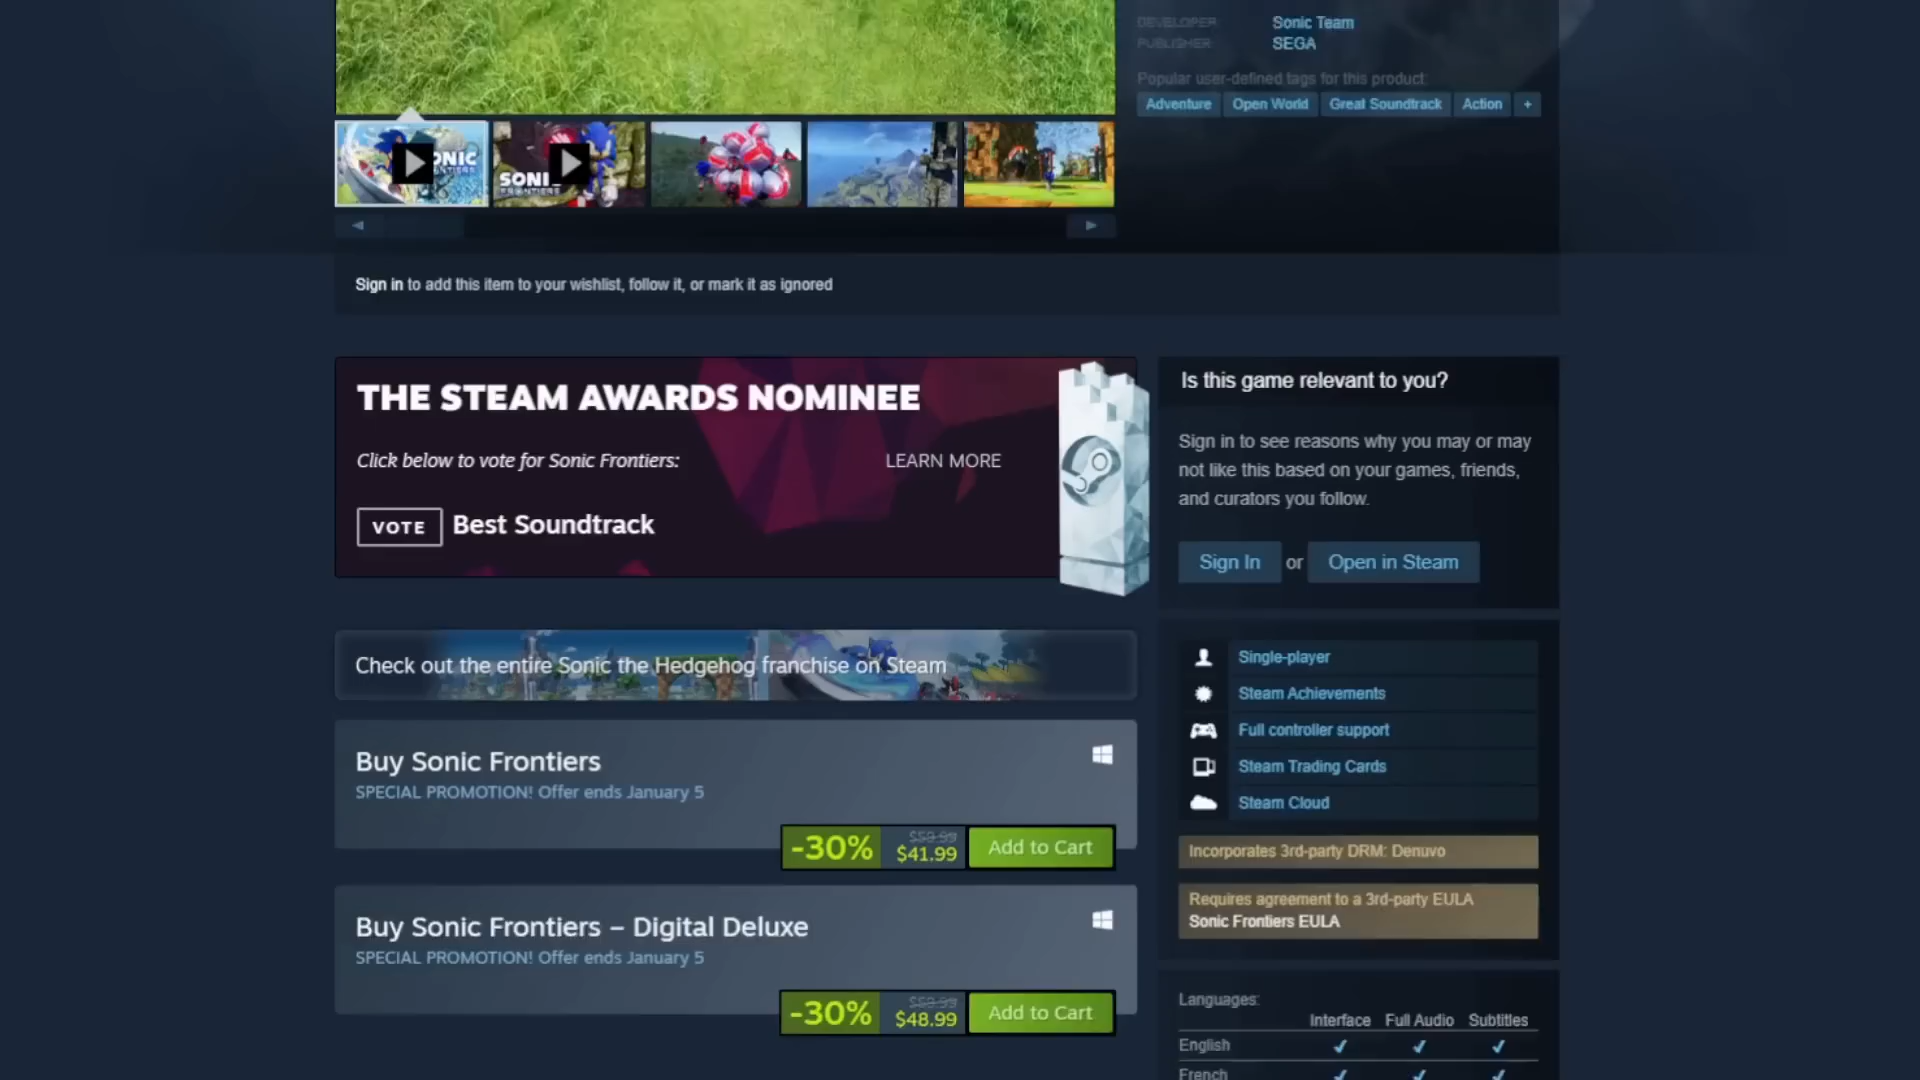 DEVELOPER: Sonic Team
PUBLISHER: SEGA
Popular user-defined tags for this product:
Adventure Open World Great Soundtrack Action +
SONIC
FRONTIERS
Sign in to add this item to your wishlist, follow it, or mark it as ignored
THE STEAM AWARDS NOMINEE
Click below to vote for Sonic Frontiers:
LEARN MORE
VOTE Best Soundtrack
Is this game relevant to you?
Sign in to see reasons why you may or may
not like this based on your games, friends,
and curators you follow.
Sign In or Open in Steam
Check out the entire Sonic the Hedgehog franchise on Steam
Buy Sonic Frontiers
SPECIAL PROMOTION! Offer ends January 5
-30% $59.99 $41.99 Add to Cart
Buy Sonic Frontiers – Digital Deluxe
SPECIAL PROMOTION! Offer ends January 5
-30% $48.99 Add to Cart
Single-player
Steam Achievements
Full controller support
Steam Trading Cards
Steam Cloud
Incorporates 3rd-party DRM: Denuvo
Requires agreement to a 3rd-party EULA
Sonic Frontiers EULA
Languages:
Interface Full Audio Subtitles
English ✔ ✔ ✔
French ✔ ✔ ✔